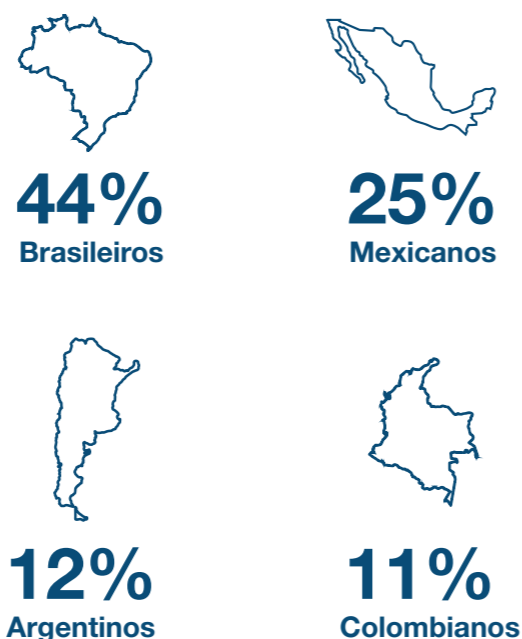 44%
Brasileiros
25%
Mexicanos
12%
Argentinos
11%
Colombianos